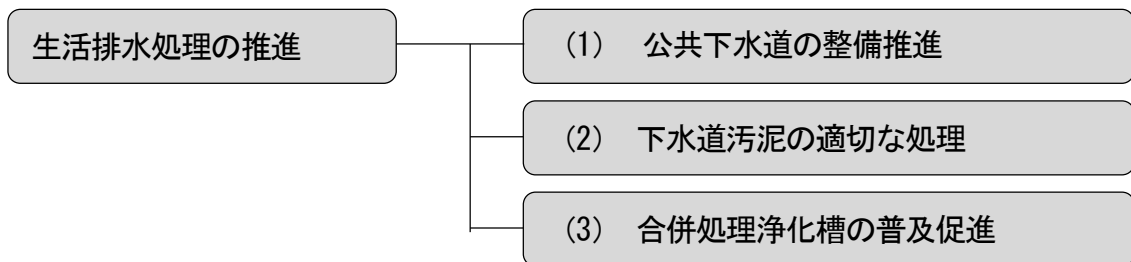 生活排水処理の推進
(1) 公共下水道の整備推進
(2) 下水道汚泥の適切な処理
(3) 合併処理浄化槽の普及促進